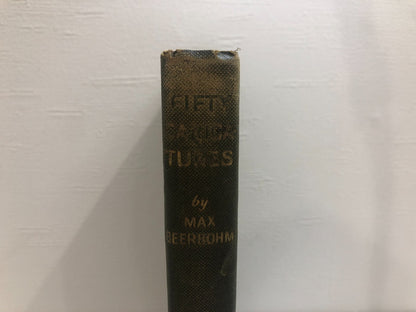 FIFTY
CARICA
TURES
by
MAX
BEERBOHM